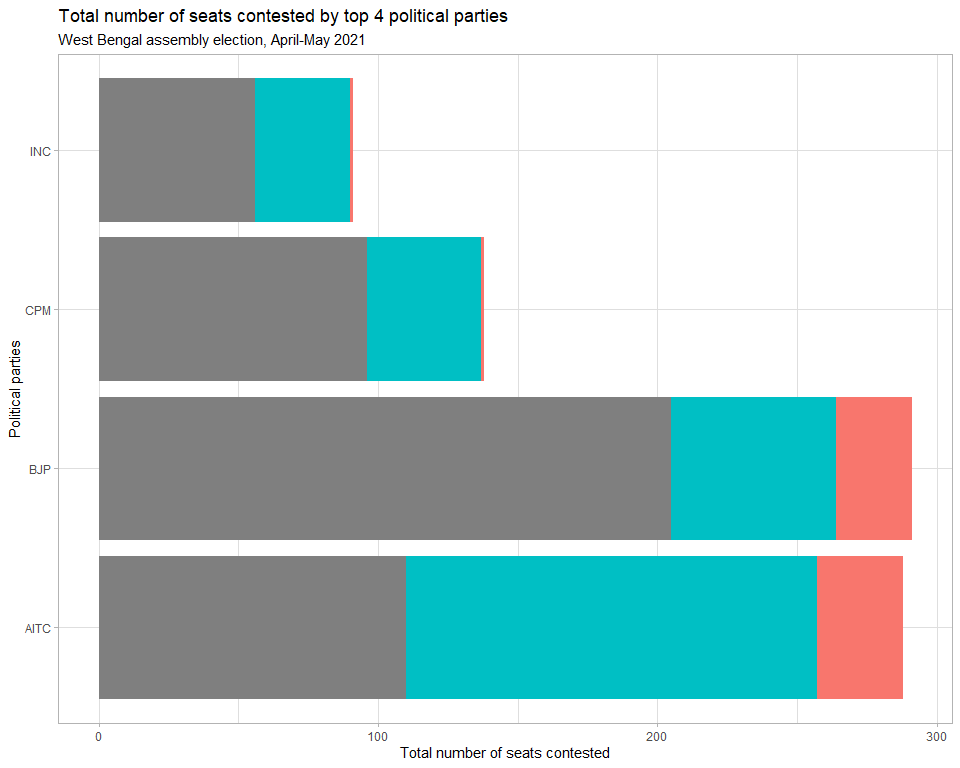 Total number of seats contested by top 4 political parties
West Bengal assembly election, April-May 2021
Political parties
INC
CPM
BJP
AITC
0 100 200 300
Total number of seats contested